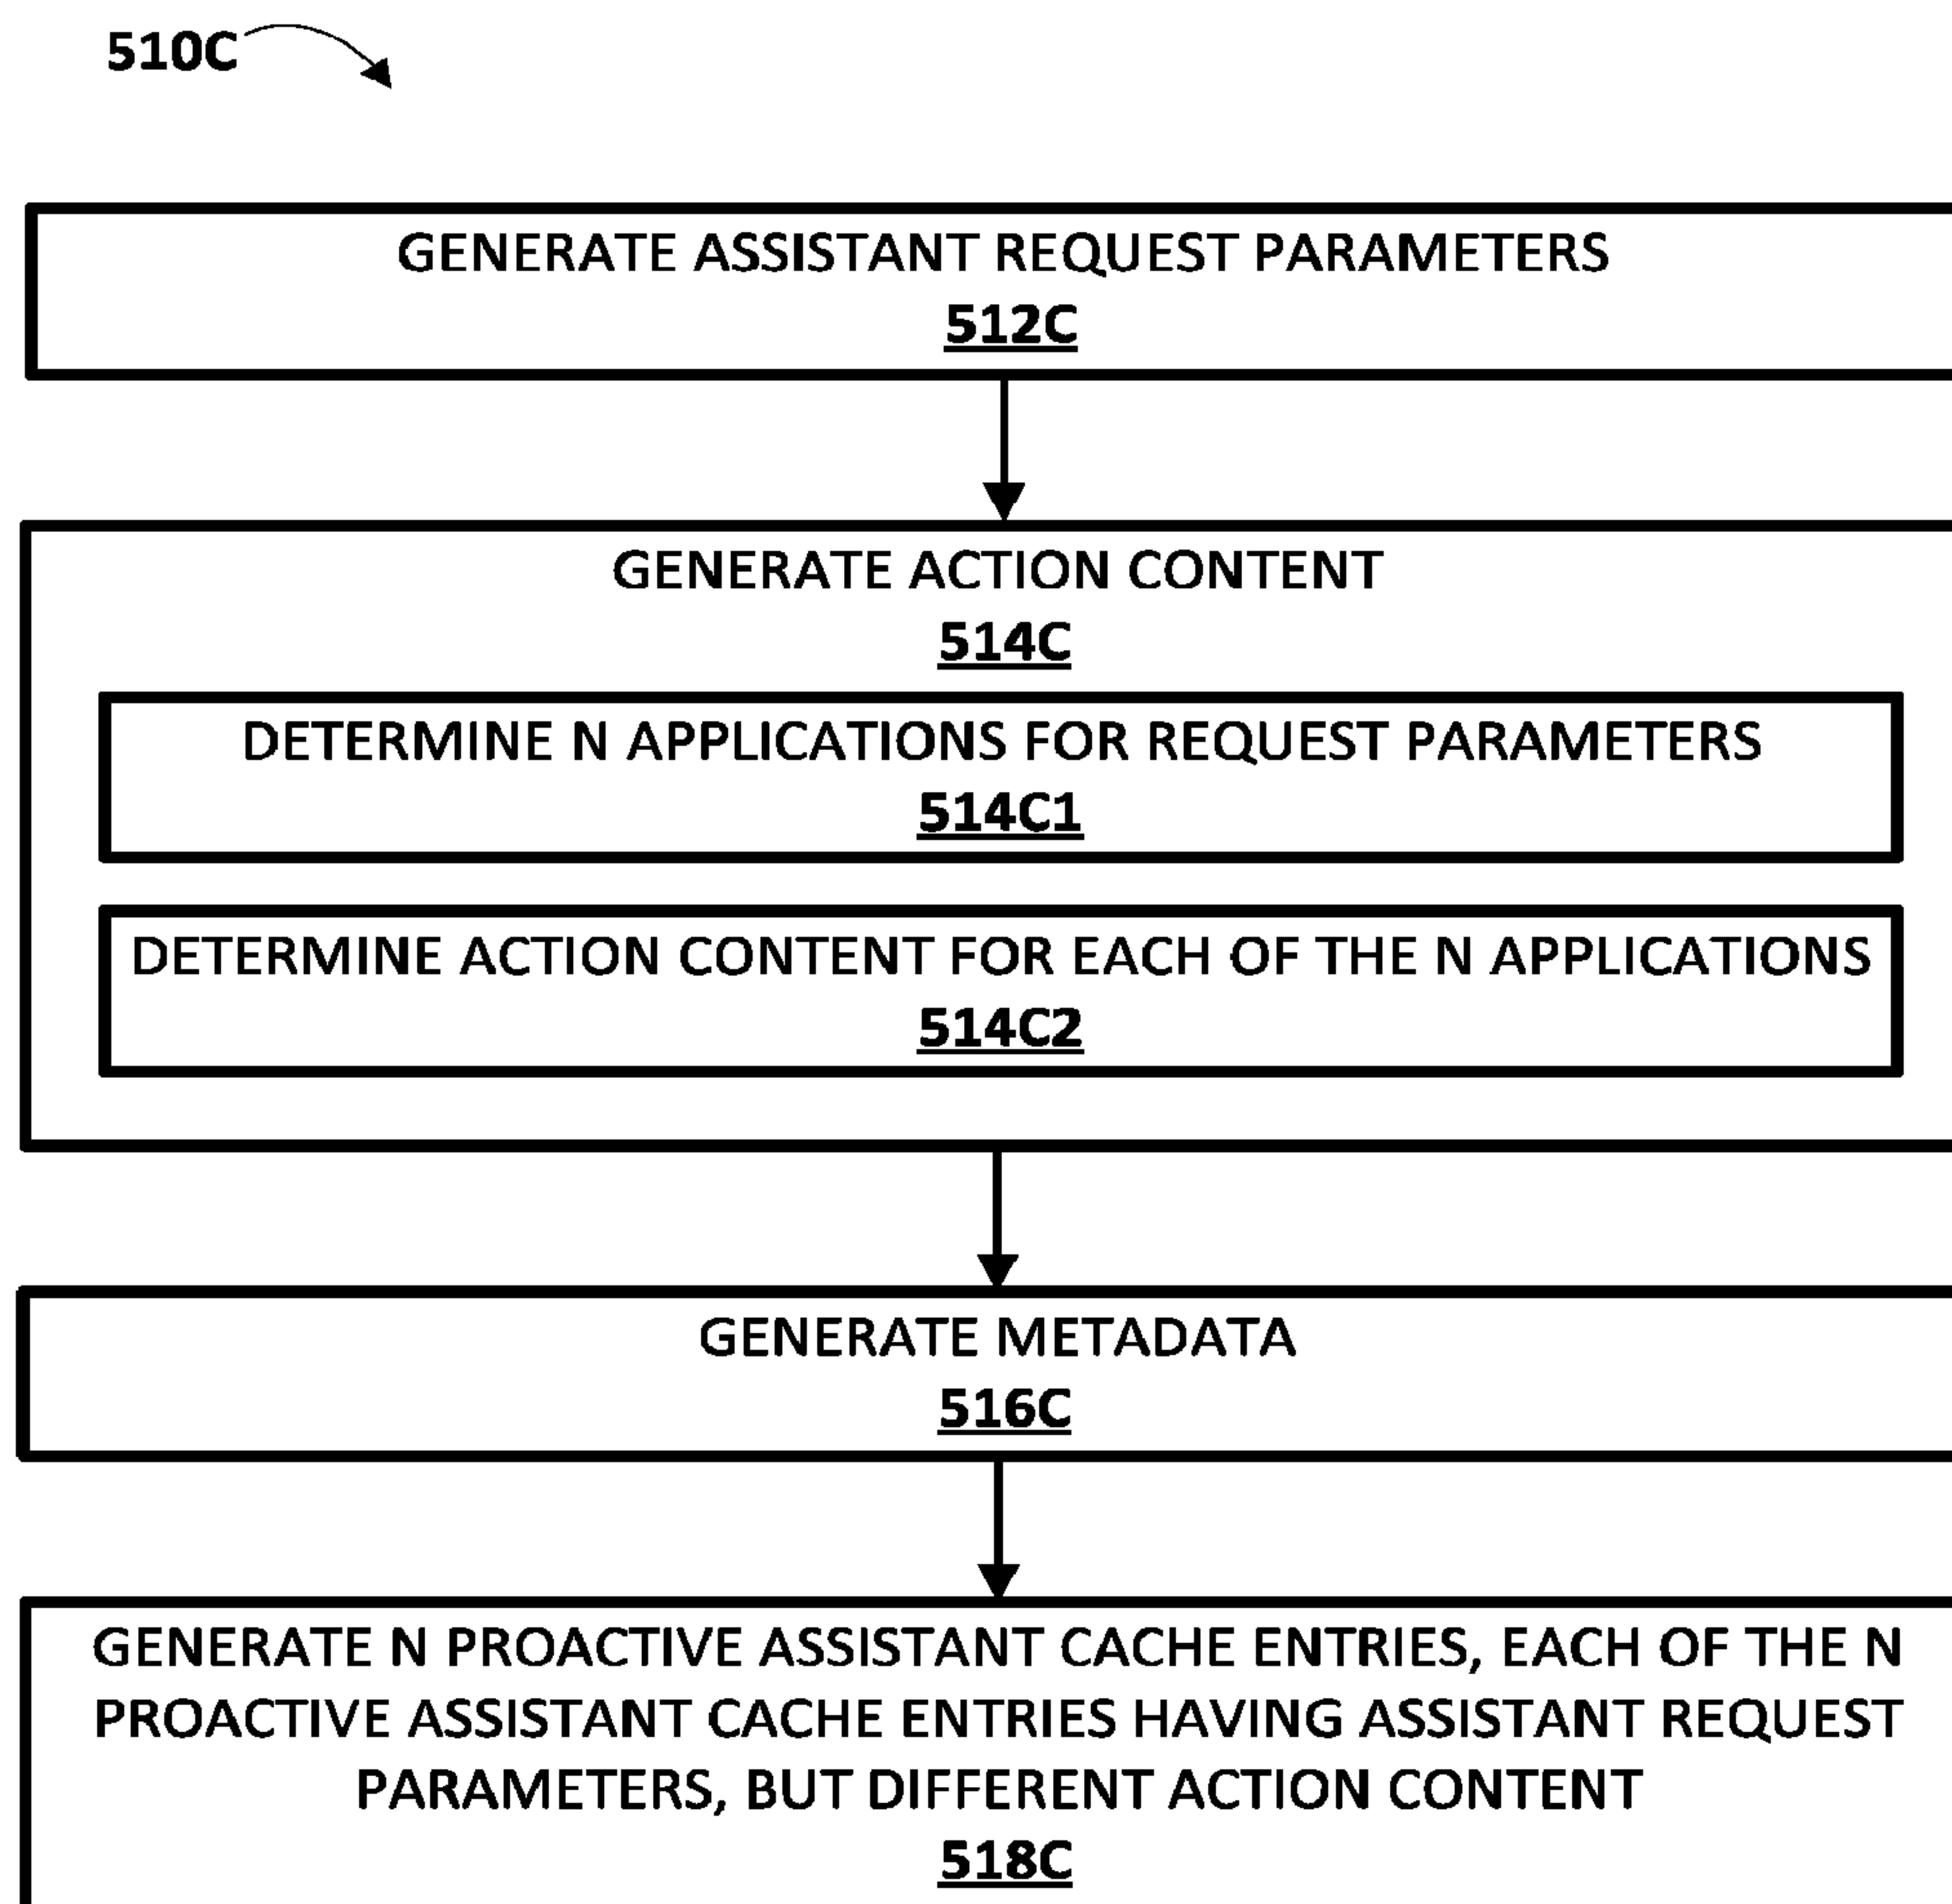 510C
GENERATE ASSISTANT REQUEST PARAMETERS
512C
GENERATE ACTION CONTENT
514C
DETERMINE N APPLICATIONS FOR REQUEST PARAMETERS
514C1
DETERMINE ACTION CONTENT FOR EACH OF THE N APPLICATIONS
514C2
GENERATE METADATA
516C
GENERATE N PROACTIVE ASSISTANT CACHE ENTRIES, EACH OF THE N
PROACTIVE ASSISTANT CACHE ENTRIES HAVING ASSISTANT REQUEST
PARAMETERS, BUT DIFFERENT ACTION CONTENT
518C